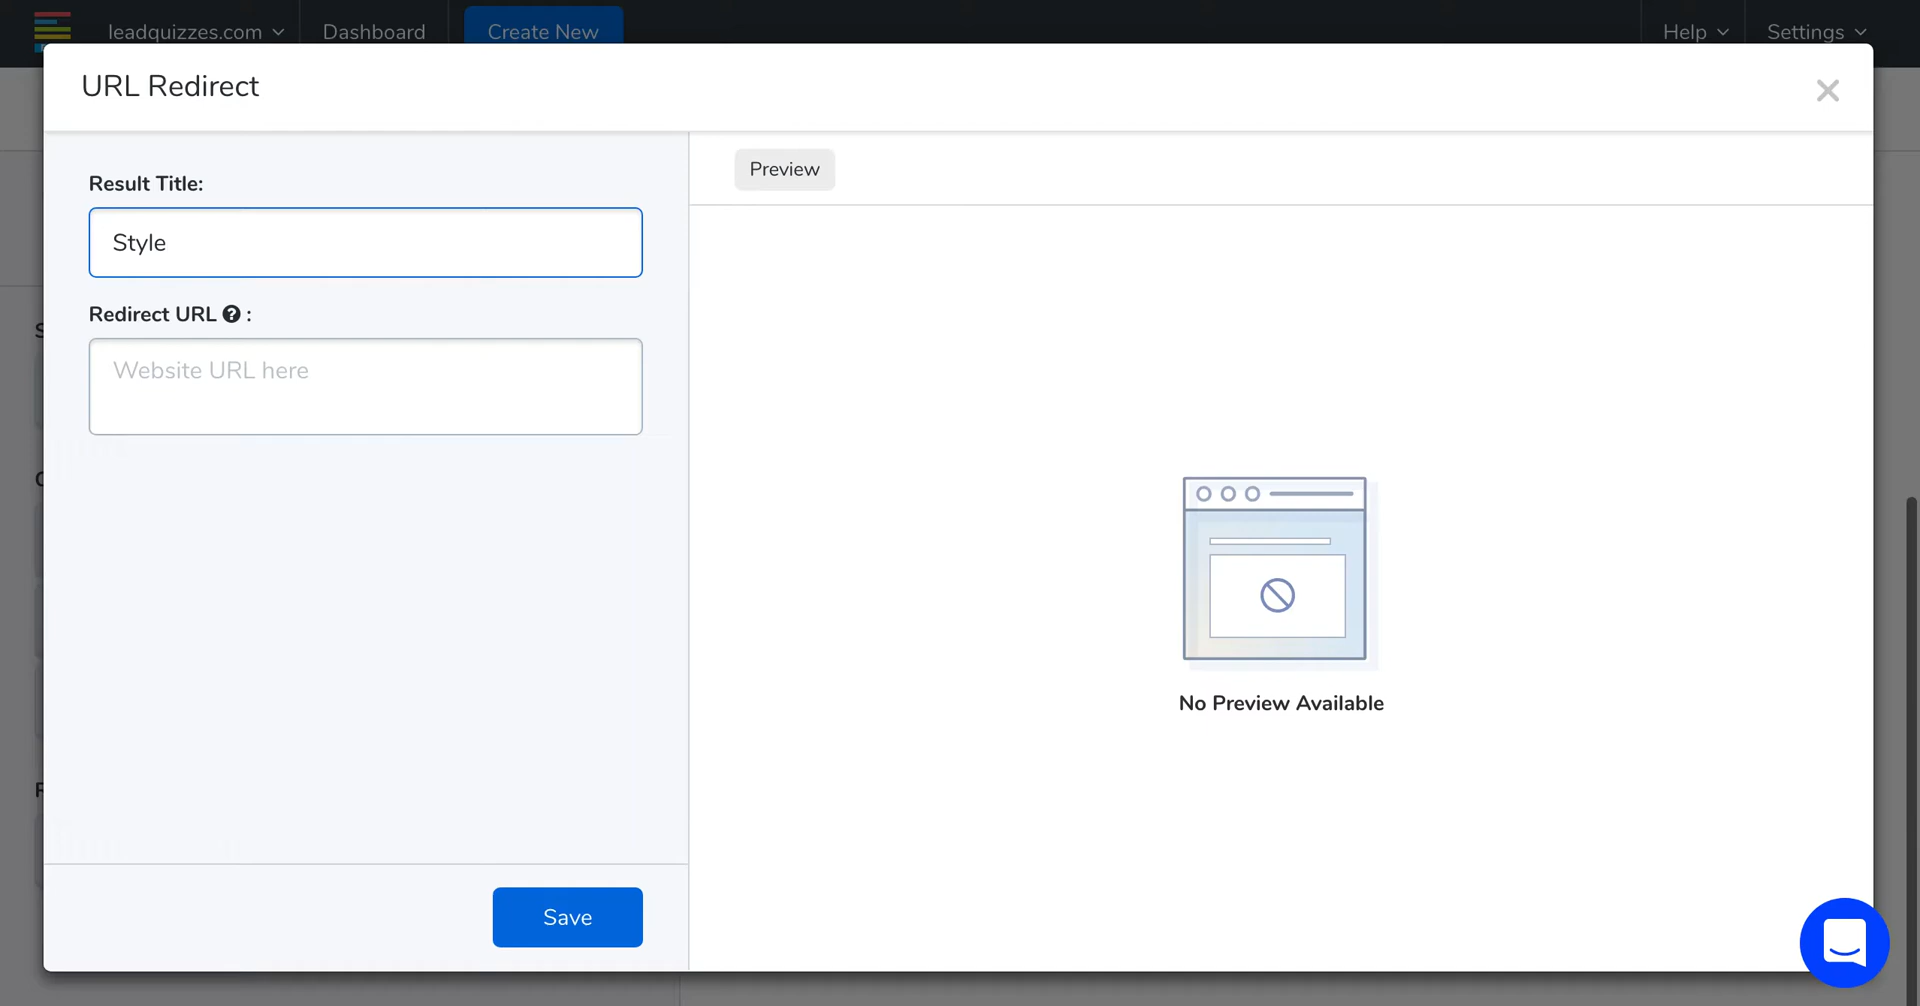 leadquizzes.com
Dashboard
Create New
Help
Settings
URL Redirect
Result Title:
Style
Redirect URL ? :
Website URL here
Save
Preview
No Preview Available